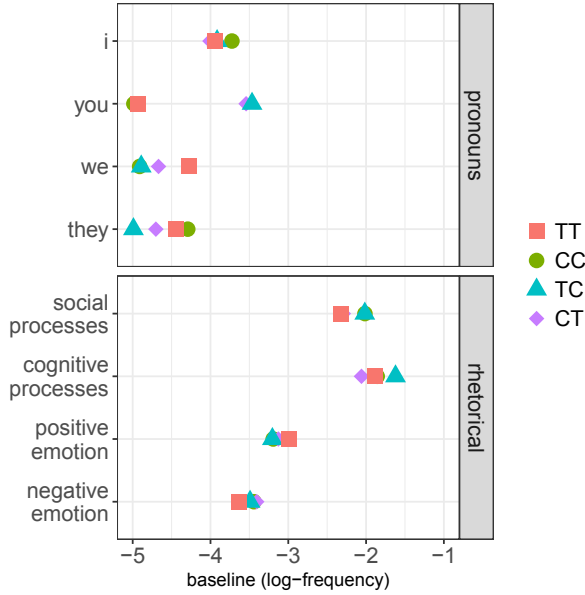 i
you
we
they
pronouns
social
processes
cognitive
processes
positive
emotion
negative
emotion
rhetorical
−5 −4 −3 −2 −1
baseline (log−frequency)
TT
CC
TC
CT